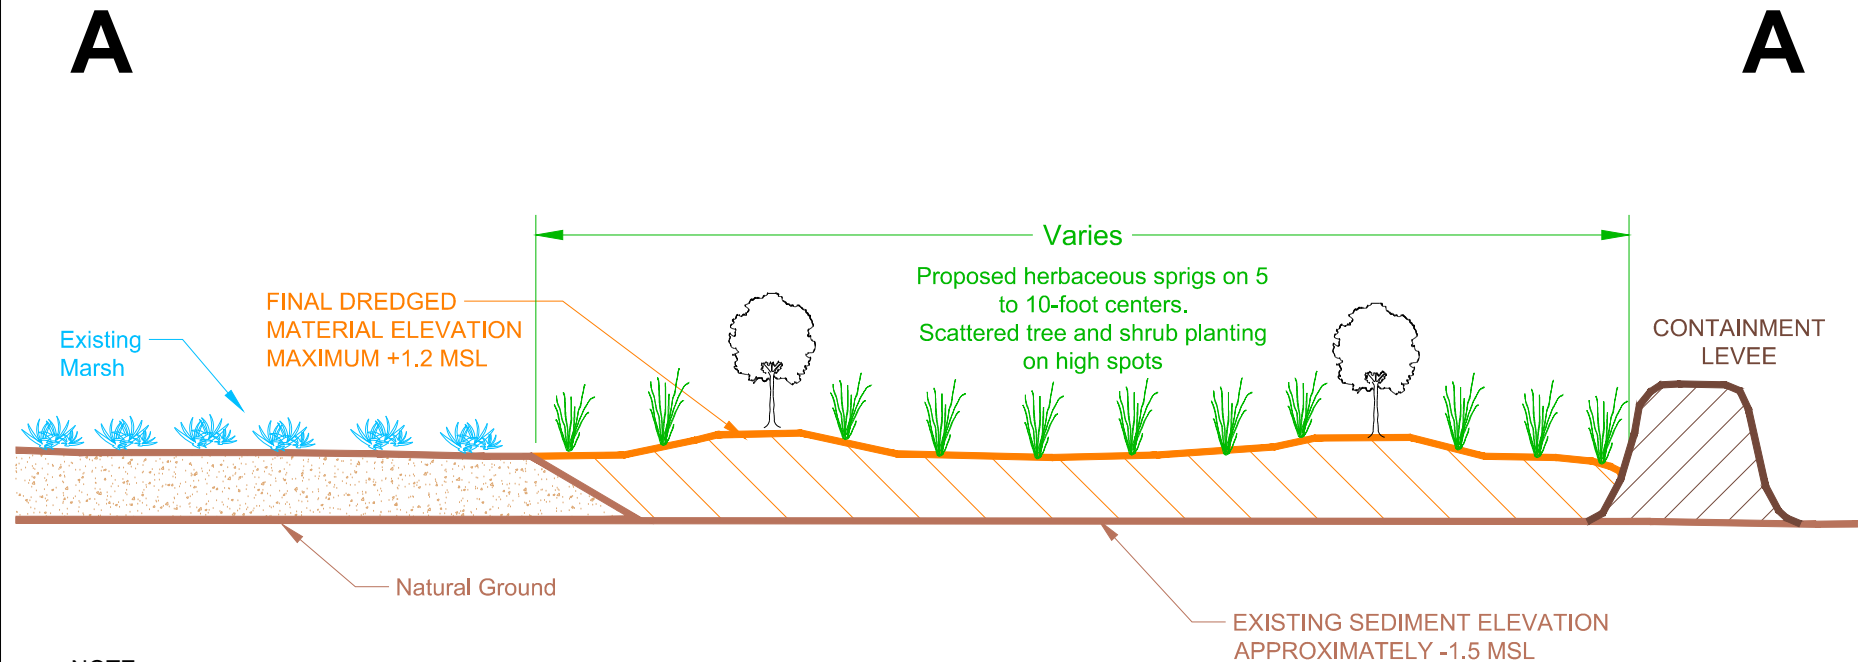 A
A
Varies
Proposed herbaceous sprigs on 5
to 10-foot centers.
Scattered tree and shrub planting
on high spots
FINAL DREDGED
MATERIAL ELEVATION
MAXIMUM +1.2 MSL
Existing
Marsh
CONTAINMENT
LEVEE
Natural Ground
EXISTING SEDIMENT ELEVATION
APPROXIMATELY -1.5 MSL
NOTE